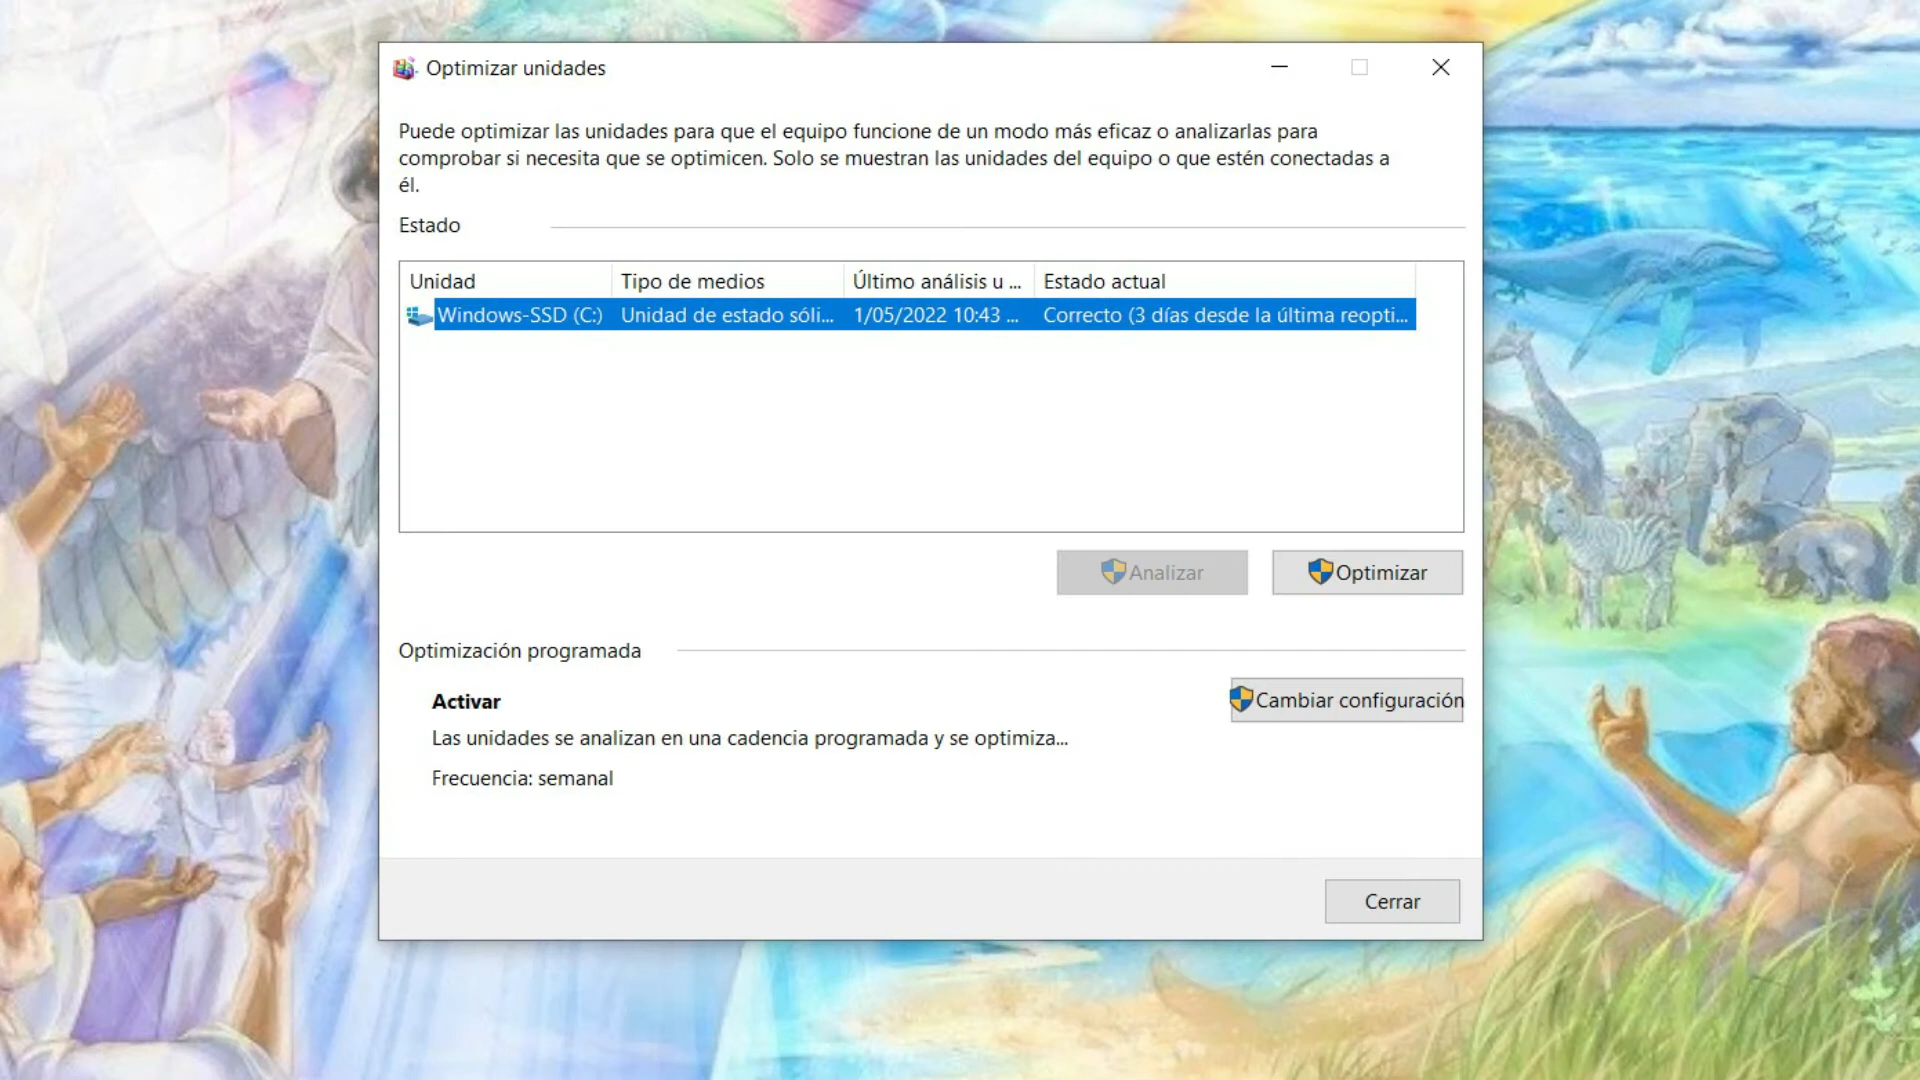 Optimizar unidades
Puede optimizar las unidades para que el equipo funcione de un modo más eficaz o analizarlas para
comprobar si necesita que se optimicen. Solo se muestran las unidades del equipo o que estén conectadas a
él.
Estado
Unidad Tipo de medios Último análisis u ... Estado actual
Windows-SSD (C:) Unidad de estado sóli... 1/05/2022 10:43 ... Correcto (3 días desde la última reopti...
Analizar Optimizar
Optimización programada
Activar
Cambiar configuración
Las unidades se analizan en una cadencia programada y se optimiza...
Frecuencia: semanal
Cerrar